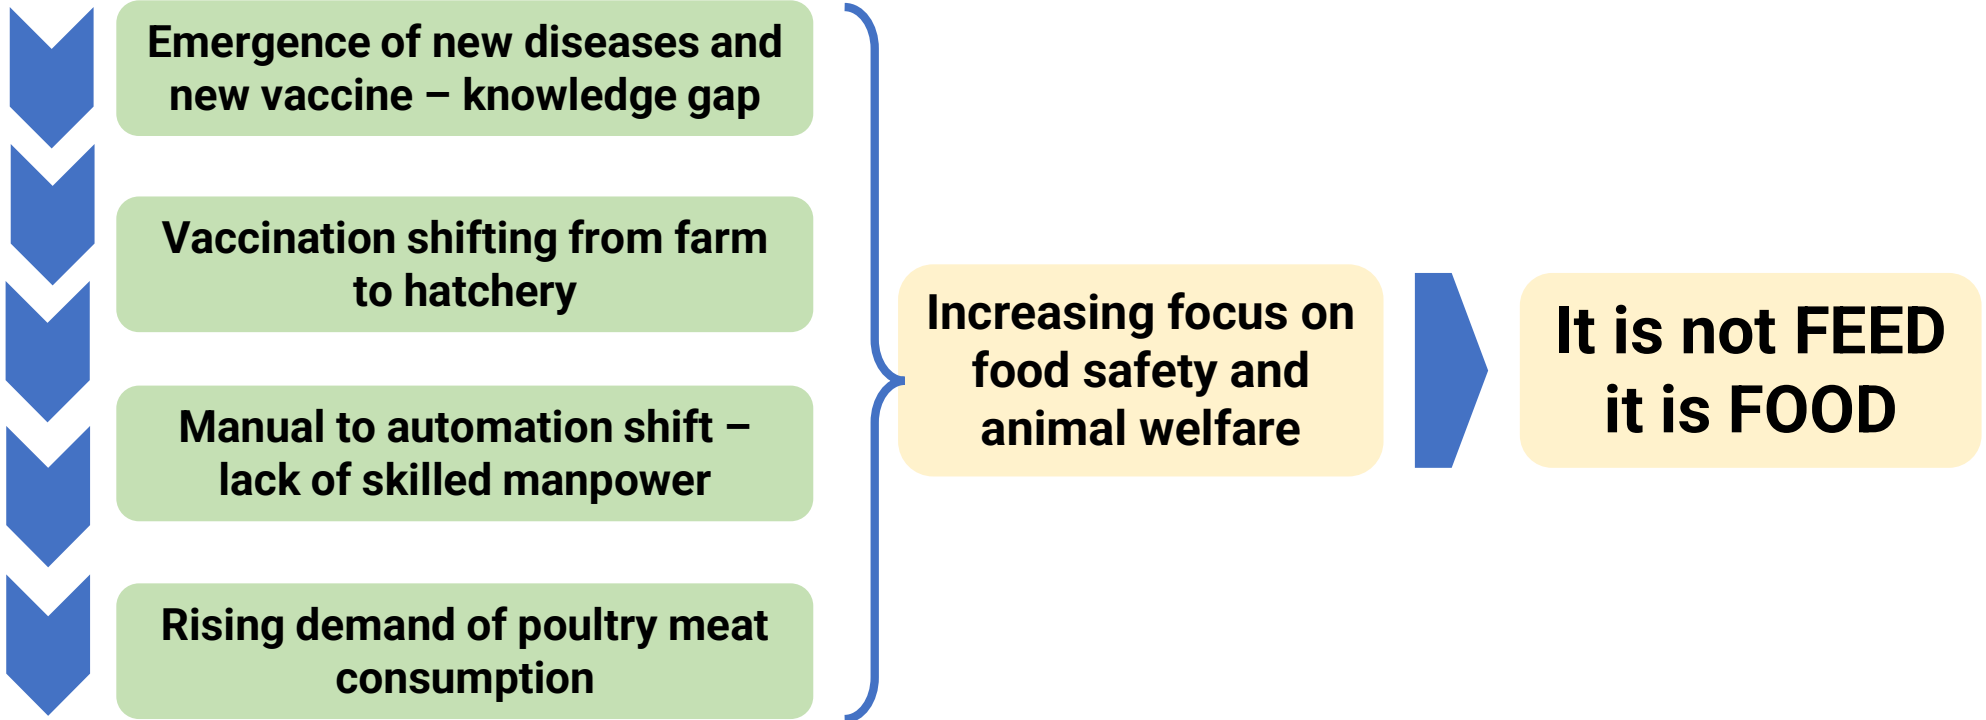 Emergence of new diseases and
new vaccine – knowledge gap
Vaccination shifting from farm
to hatchery
Manual to automation shift –
lack of skilled manpower
Rising demand of poultry meat
consumption
Increasing focus on
food safety and
animal welfare
It is not FEED
it is FOOD